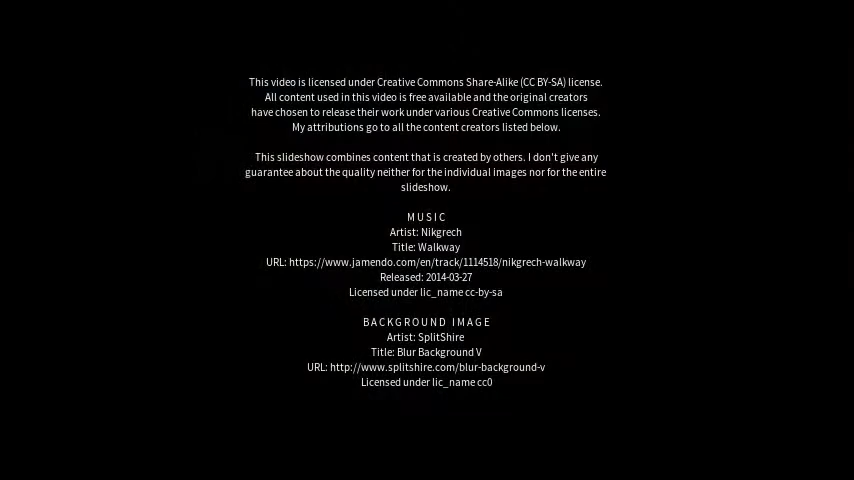 This video is licensed under Creative Commons Share-Alike (CC BY-SA) license.
All content used in this video is free available and the original creators
have chosen to release their work under various Creative Commons licenses.
My attributions go to all the content creators listed below.
This slideshow combines content that is created by others. I don't give any
guarantee about the quality neither for the individual images nor for the entire
slideshow.
MUSIC
Artist: Nikgrech
Title: Walkway
URL: https://www.jamendo.com/en/track/1114518/nikgrech-walkway
Released: 2014-03-27
Licensed under lic_name cc-by-sa
BACKGROUND IMAGE
Artist: SplitShire
Title: Blur Background V
URL: http://www.splitshire.com/blur-background-v
Licensed under lic_name cc0